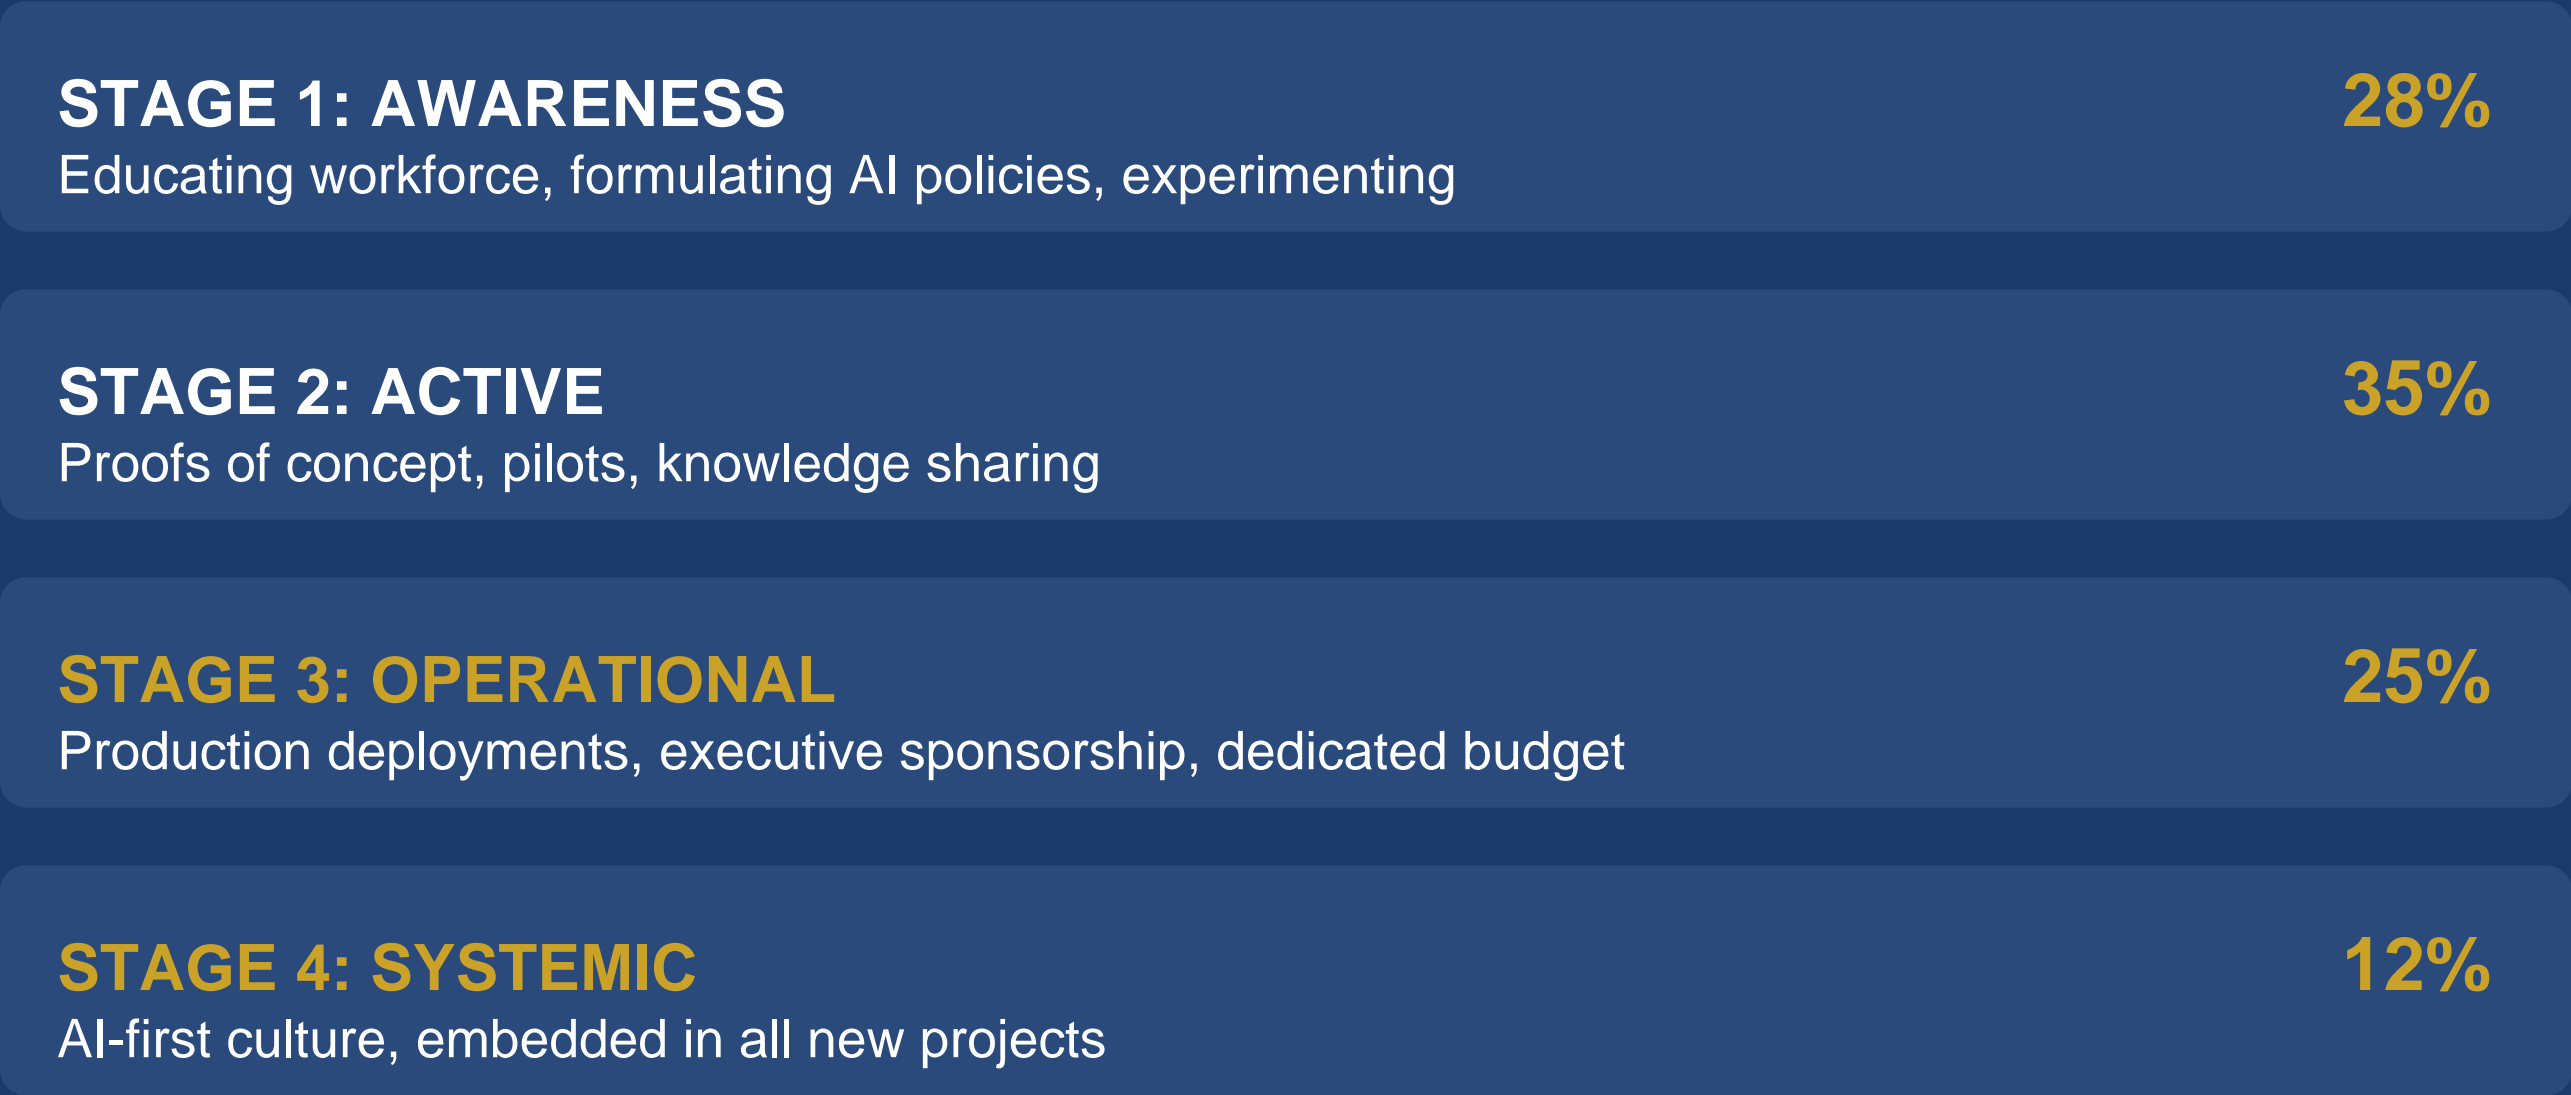 STAGE 1: AWARENESS
28%
Educating workforce, formulating AI policies, experimenting
STAGE 2: ACTIVE
35%
Proofs of concept, pilots, knowledge sharing
STAGE 3: OPERATIONAL
25%
Production deployments, executive sponsorship, dedicated budget
STAGE 4: SYSTEMIC
12%
AI-first culture, embedded in all new projects